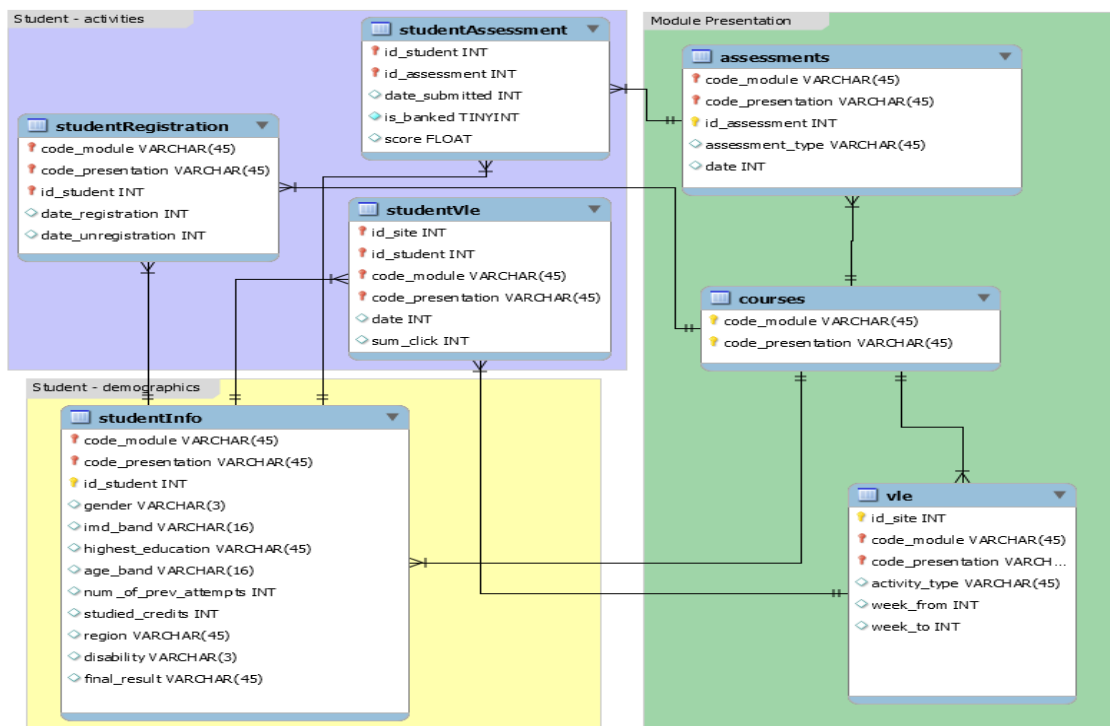 Student - activities
studentAssessment
id_student INT
id_assessment INT
date_submitted INT
is_banked TINYINT
score FLOAT
studentRegistration
code_module VARCHAR(45)
code_presentation VARCHAR(45)
id_student INT
date_registration INT
date_unregistration INT
studentVle
id_site INT
id_student INT
code_module VARCHAR(45)
code_presentation VARCHAR(45)
date INT
sum_click INT
Student - demographics
studentInfo
code_module VARCHAR(45)
code_presentation VARCHAR(45)
id_student INT
gender VARCHAR(3)
imd_band VARCHAR(16)
highest_education VARCHAR(45)
age_band VARCHAR(16)
num_of_prev_attempts INT
studied_credits INT
region VARCHAR(45)
disability VARCHAR(3)
final_result VARCHAR(45)
Module Presentation
assessments
code_module VARCHAR(45)
code_presentation VARCHAR(45)
id_assessment INT
assessment_type VARCHAR(45)
date INT
courses
code_module VARCHAR(45)
code_presentation VARCHAR(45)
vle
id_site INT
code_module VARCHAR(45)
code_presentation VARCH...
activity_type VARCHAR(45)
week_from INT
week_to INT